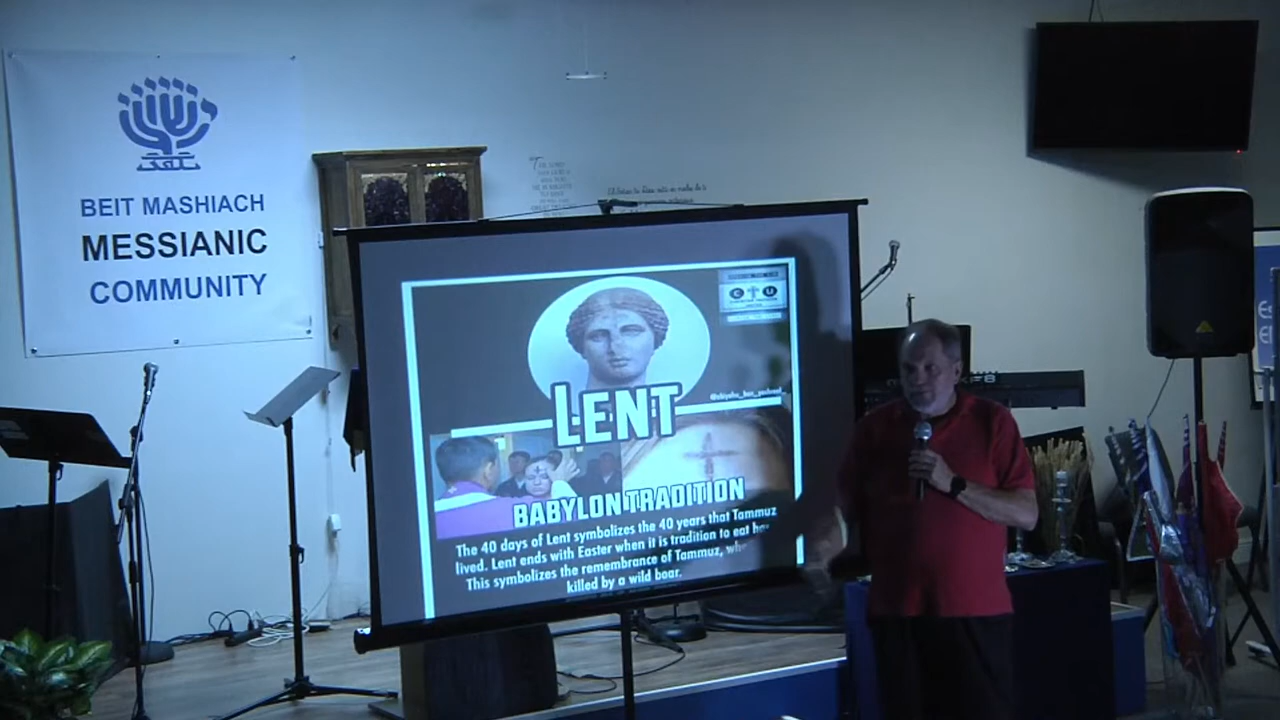 BEIT MASHIACH
MESSIANIC
COMMUNITY
LENT
BABYLON TRADITION
The 40 days of Lent symbolizes the 40 years that Tammuz
lived. Lent ends with Easter when it is tradition to eat
This symbolizes the remembrance of Tammuz,
killed by a wild boar.